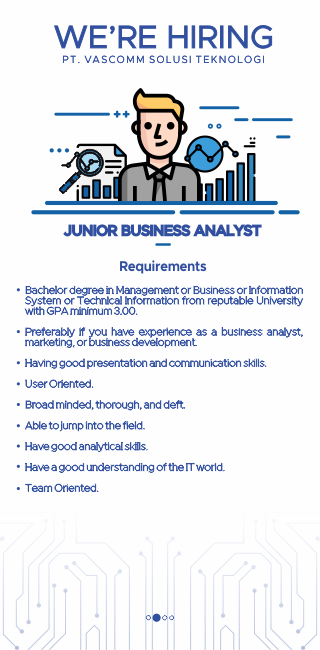 WE'RE HIRING
PT. VASCOMM SOLUSI TEKNOLOGI
JUNIOR BUSINESS ANALYST
Requirements
• Bachelor degree in Management or Business or Information
System or Technical Information from reputable University
with GPA minimum 3.00.
• Preferably if you have experience as a business analyst,
marketing, or business development.
• Having good presentation and communication skills.
• User Oriented.
• Broad minded, thorough, and deft.
• Able to jump into the field.
• Have good analytical skills.
• Have a good understanding of the IT world.
• Team Oriented.